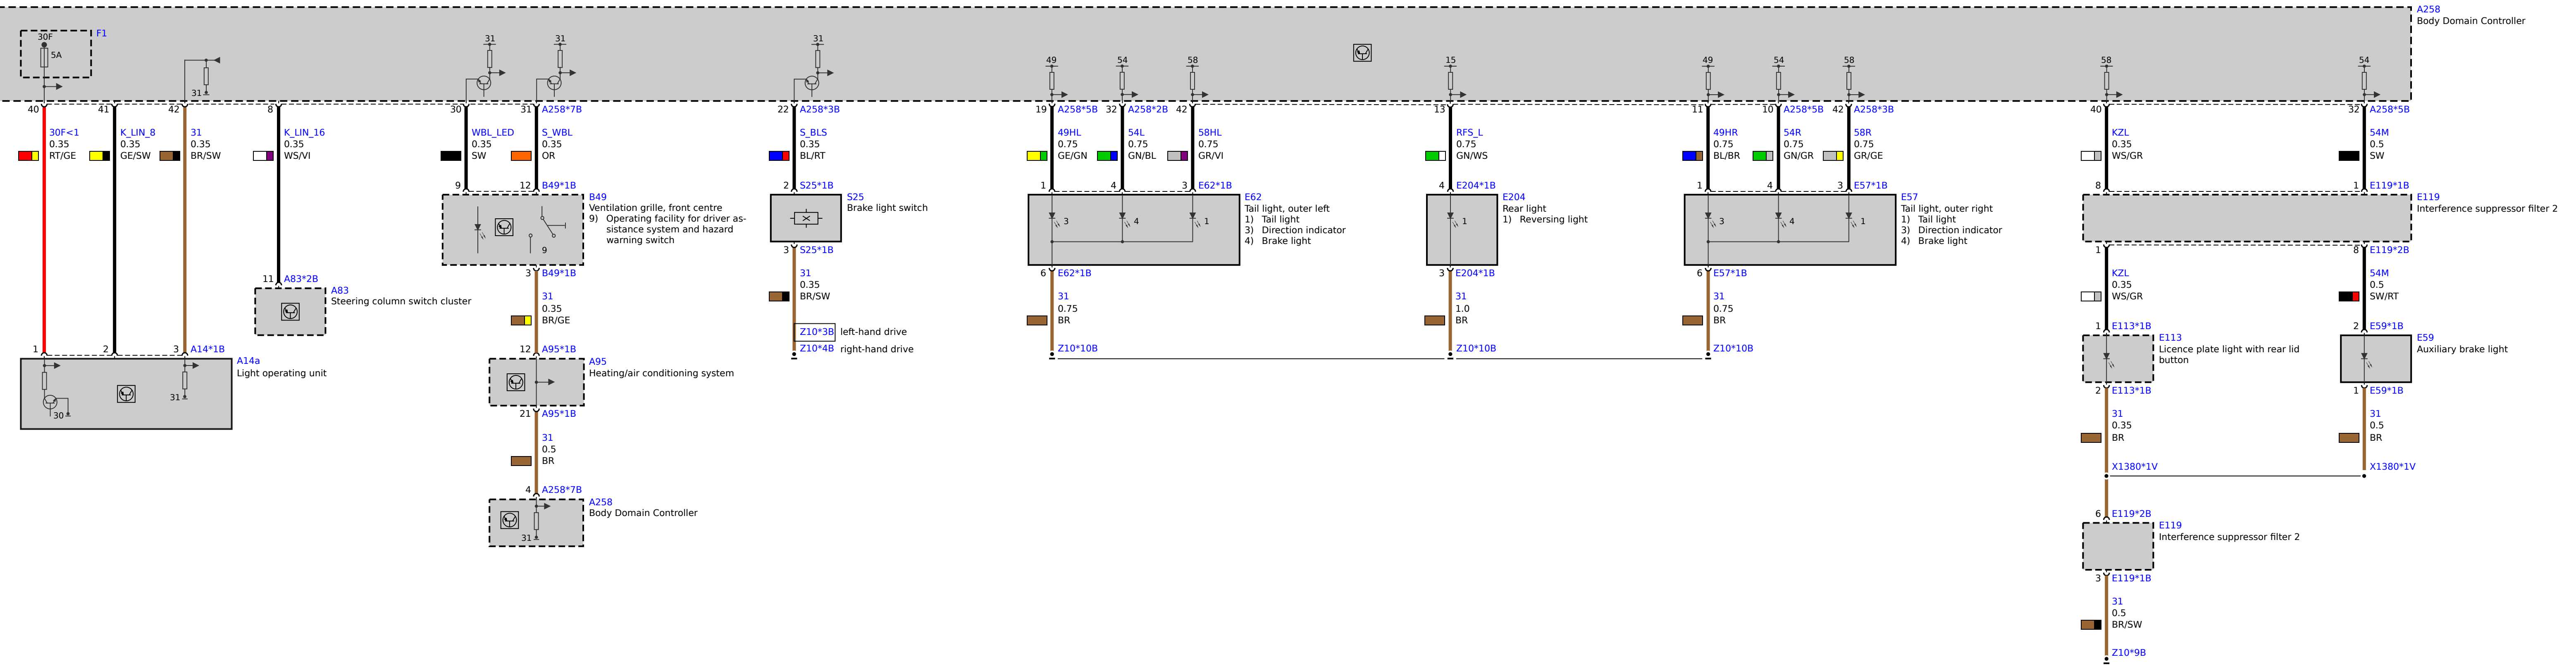 A258
Body Domain Controller
30F
F1
5A
31
31
31
31
49
54
58
15
49
54
58
58
54
40
41
42
8
30
31
A258*7B
22
A258*3B
19
A258*5B
32
A258*2B
42
13
11
10
A258*5B
42
A258*3B
40
32
A258*5B
30F<1
0.35
RT/GE
K_LIN_8
0.35
GE/SW
31
0.35
BR/SW
K_LIN_16
0.35
WS/VI
WBL_LED
0.35
SW
S_WBL
0.35
OR
S_BLS
0.35
BL/RT
49HL
0.75
GE/GN
54L
0.75
GN/BL
58HL
0.75
GR/VI
RFS_L
0.75
GN/WS
49HR
0.75
BL/BR
54R
0.75
GN/GR
58R
0.75
GR/GE
KZL
0.35
WS/GR
54M
0.5
SW
9
12
B49*1B
2
S25*1B
1
4
3
E62*1B
4
E204*1B
1
4
3
E57*1B
8
1
E119*1B
B49
Ventilation grille, front centre
9) Operating facility for driver as-
sistance system and hazard
warning switch
9
S25
Brake light switch
3
4
1
E62
Tail light, outer left
1) Tail light
3) Direction indicator
4) Brake light
1
E204
Rear light
1) Reversing light
3
4
1
E57
Tail light, outer right
1) Tail light
3) Direction indicator
4) Brake light
E119
Interference suppressor filter 2
3
S25*1B
1
8
E119*2B
11
A83*2B
3
B49*1B
6
E62*1B
3
E204*1B
6
E57*1B
A83
Steering column switch cluster
31
0.35
BR/GE
31
0.35
BR/SW
31
0.75
BR
31
1.0
BR
31
0.75
BR
KZL
0.35
WS/GR
54M
0.5
SW/RT
Z10*3B
left-hand drive
Z10*4B
right-hand drive
Z10*10B
Z10*10B
Z10*10B
1
E113*1B
2
E59*1B
1
2
3
A14*1B
12
A95*1B
A14a
Light operating unit
31
30
A95
Heating/air conditioning system
E113
Licence plate light with rear lid
button
E59
Auxiliary brake light
21
A95*1B
2
E113*1B
1
E59*1B
31
0.5
BR
31
0.35
BR
31
0.5
BR
4
A258*7B
X1380*1V
X1380*1V
A258
Body Domain Controller
31
6
E119*2B
E119
Interference suppressor filter 2
3
E119*1B
31
0.5
BR/SW
Z10*9B